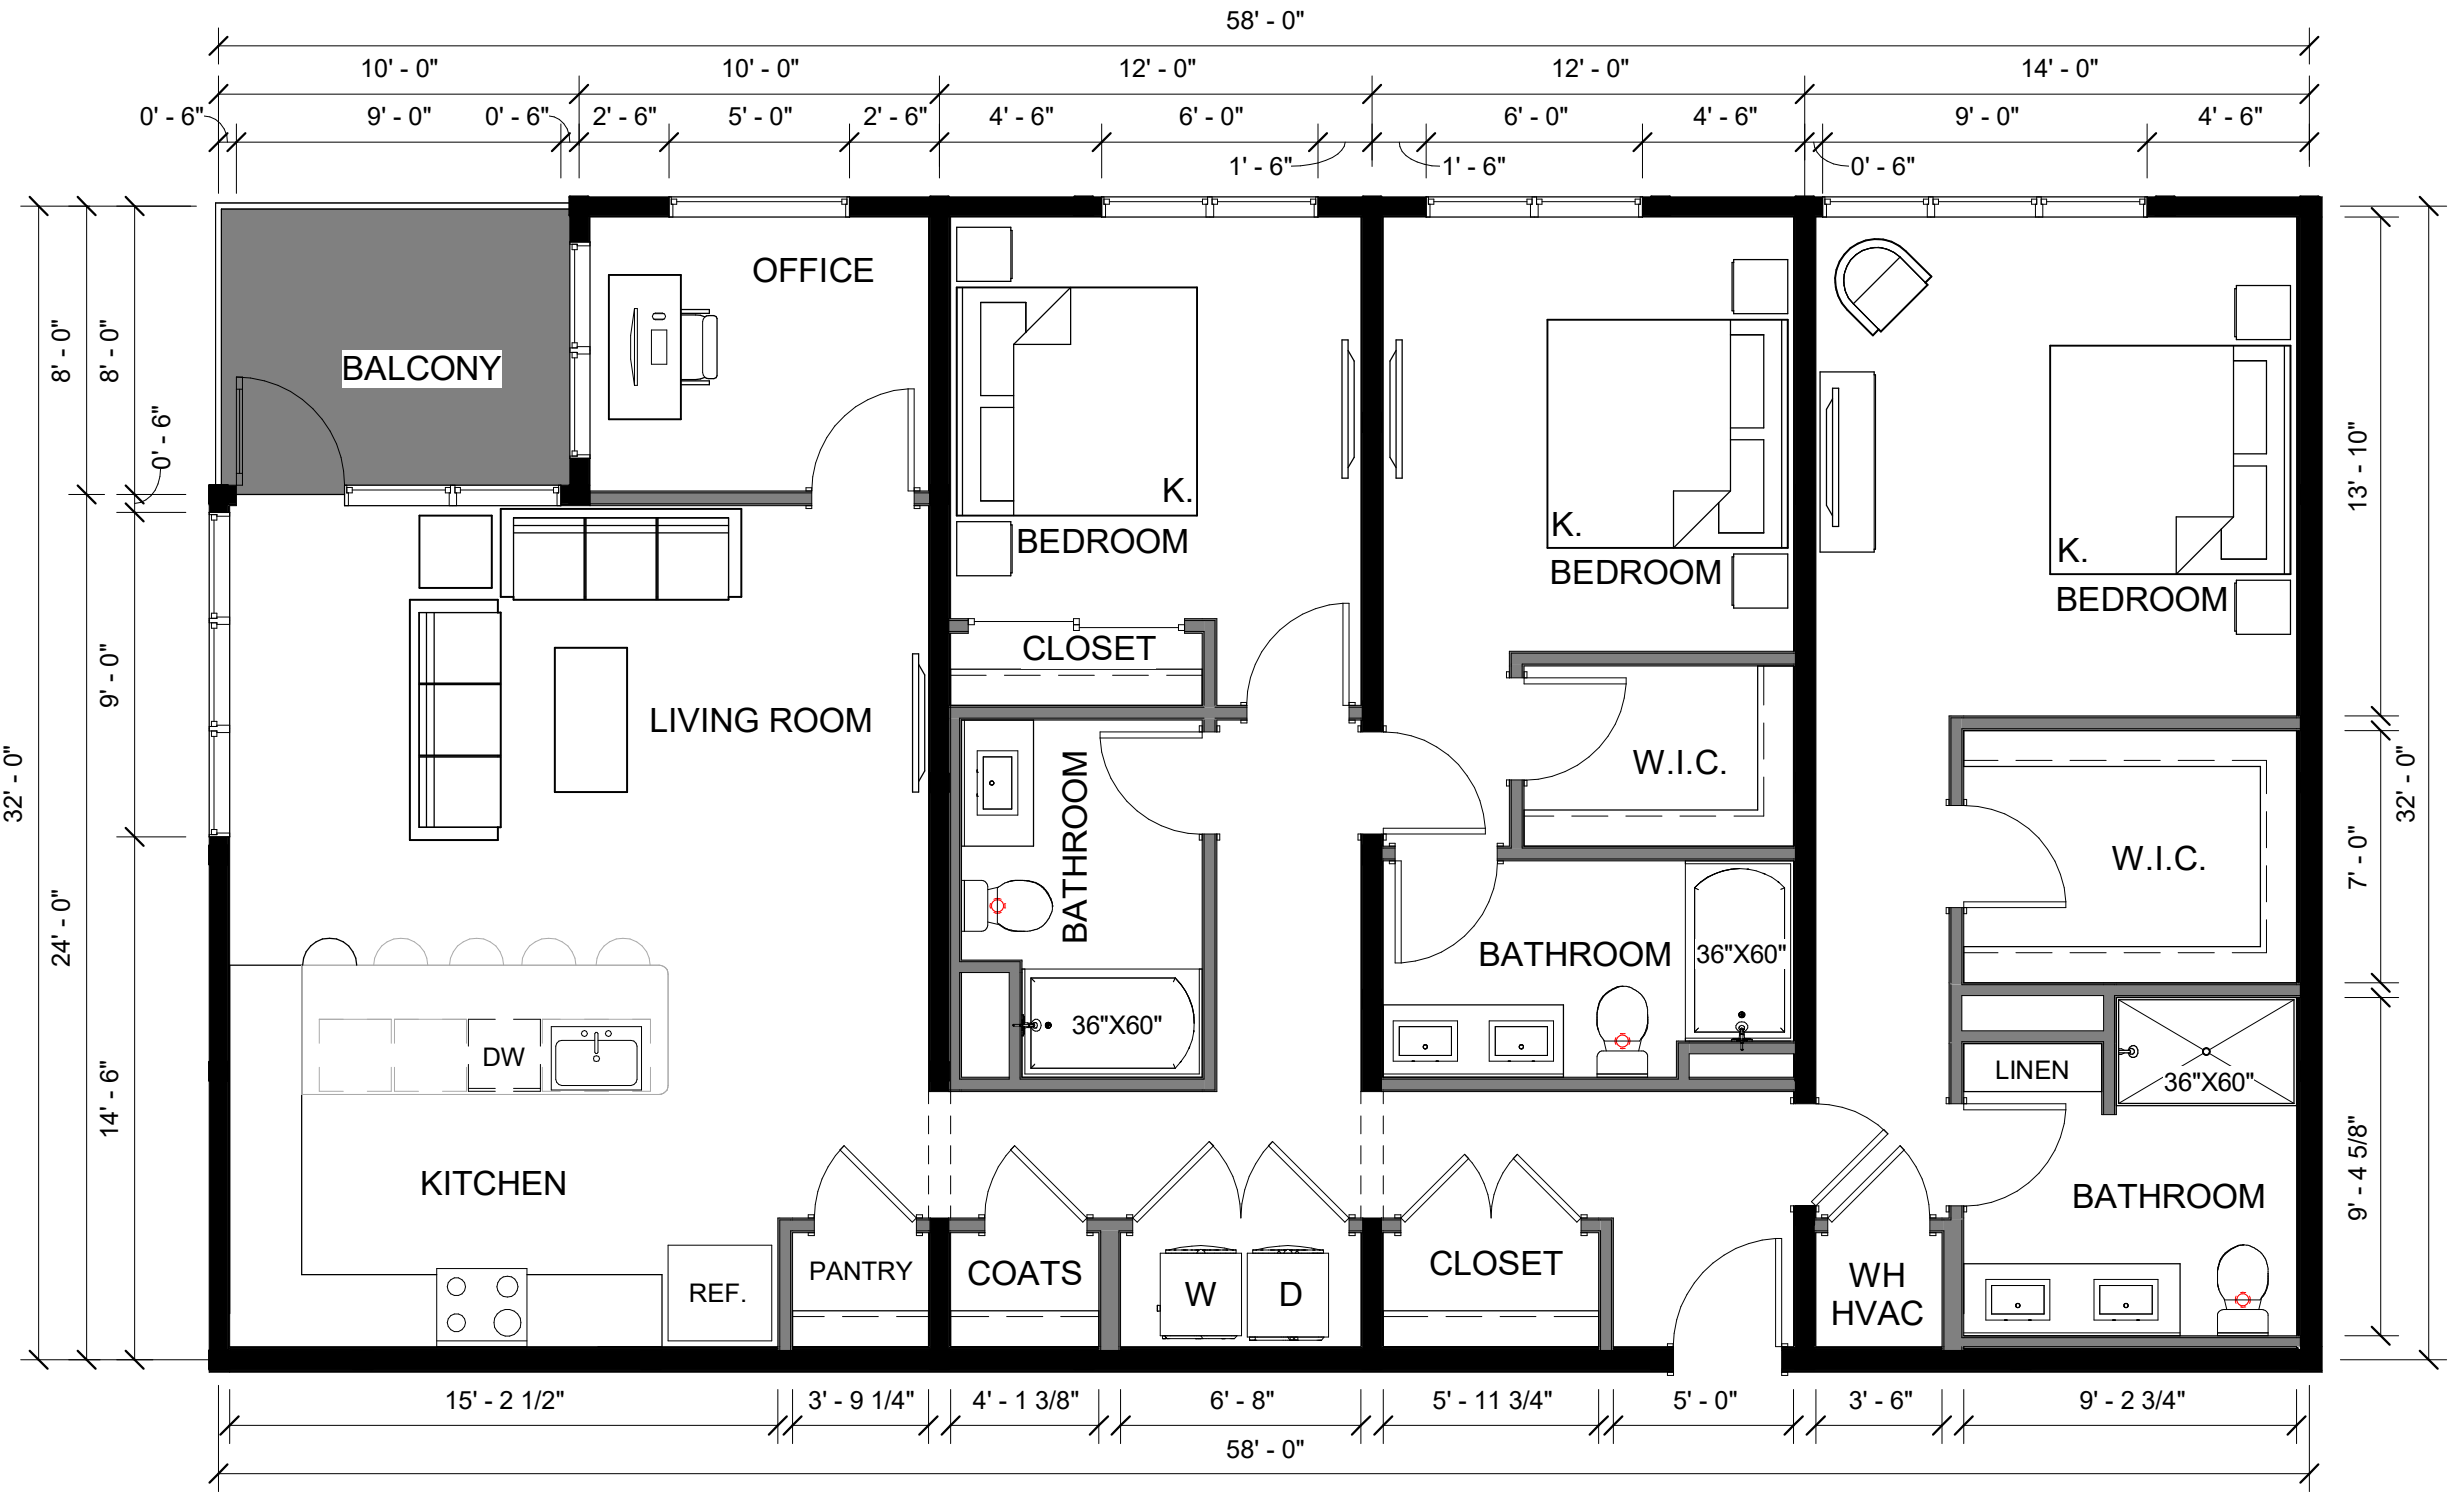 58' - 0"
10' - 0" 10' - 0" 12' - 0" 12' - 0" 14' - 0"
0' - 6" 9' - 0" 0' - 6" 2' - 6" 5' - 0" 2' - 6" 4' - 6" 6' - 0" 6' - 0" 4' - 6" 9' - 0" 4' - 6"
1' - 6" 1' - 6" 0' - 6"
OFFICE
BALCONY
8' - 0"
8' - 0"
0' - 6"
13' - 10"
K.
K.
K.
BEDROOM
BEDROOM
BEDROOM
CLOSET
9' - 0"
LIVING ROOM
W.I.C.
32' - 0"
32' - 0"
BATHROOM
W.I.C.
7' - 0"
24' - 0"
BATHROOM
36"X60"
36"X60"
DW
LINEN
36"X60"
14' - 6"
9' - 4 5/8"
KITCHEN
BATHROOM
PANTRY
COATS
CLOSET
REF.
W
D
WH
HVAC
15' - 2 1/2" 3' - 9 1/4" 4' - 1 3/8" 6' - 8" 5' - 11 3/4" 5' - 0" 3' - 6" 9' - 2 3/4"
58' - 0"